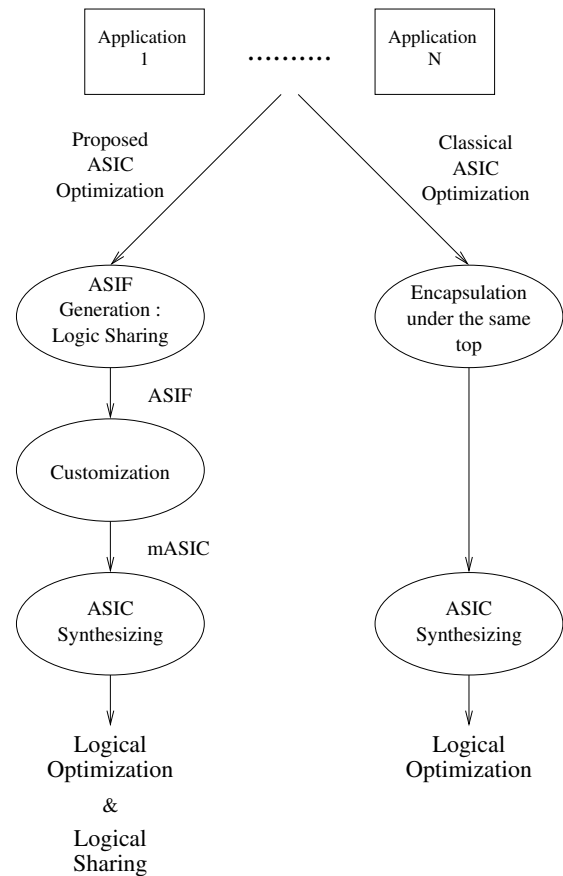 Application
1
..........
Application
N
Proposed
ASIC
Optimization
Classical
ASIC
Optimization
ASIF
Generation :
Logic Sharing
Encapsulation
under the same
top
ASIF
Customization
mASIC
ASIC
Synthesizing
ASIC
Synthesizing
Logical
Optimization
&
Logical
Sharing
Logical
Optimization